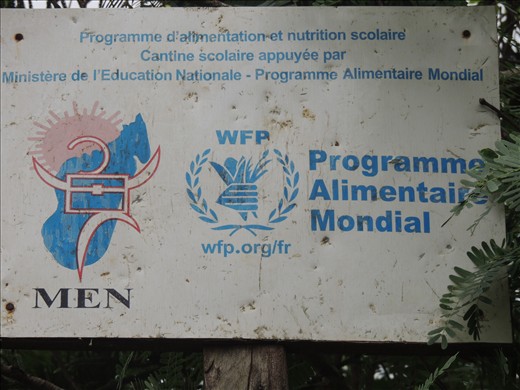 Programme d'alimentation et nutrition scolaire
Cantine scolaire appuyée par
Ministère de l'Education Nationale - Programme Alimentaire Mondial
WFP
Programme
Alimentaire
Mondial
wfp.org/fr
MEN